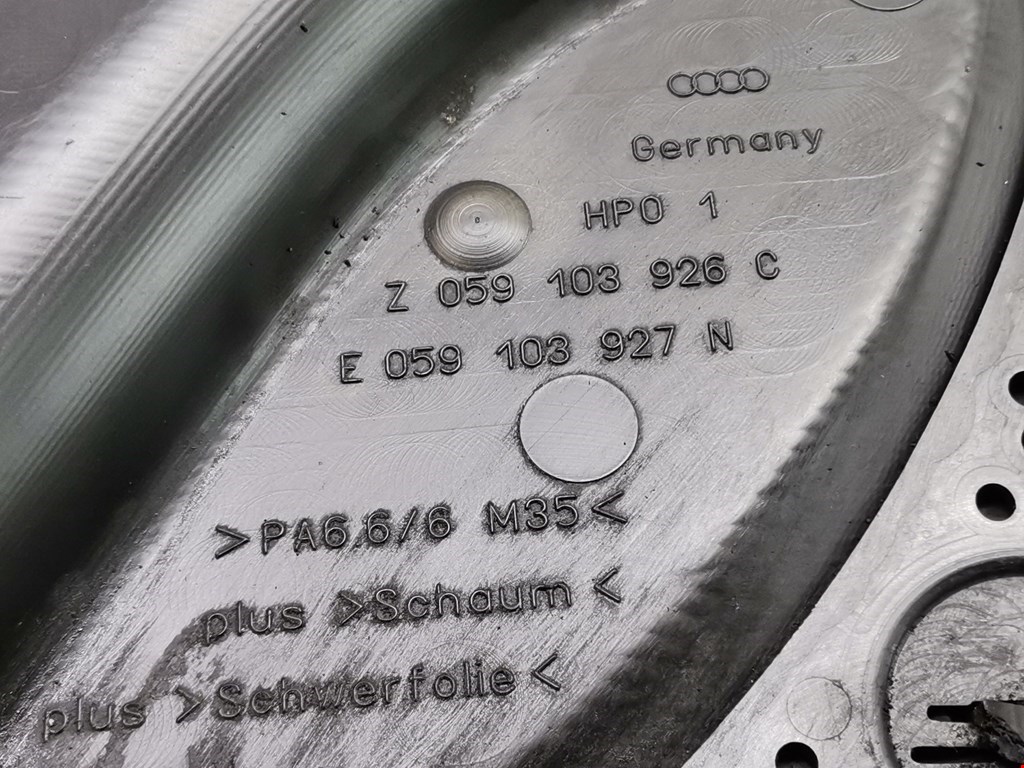 Germany
HPO 1
Z 059 103 926 C
E 059 103 927 N
>PA6.6/6 M35<
plus >Schaum<
plus >Schwerfolie<